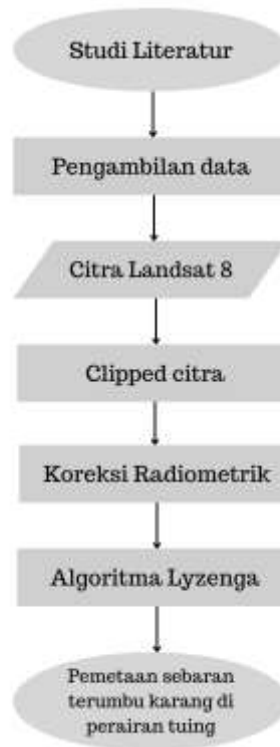 Studi Literatur
Pengambilan data
Citra Landsat 8
Clipped citra
Koreksi Radiometrik
Algoritma Lyzenga
Pemetaan sebaran
terumbu karang di
perairan tuing